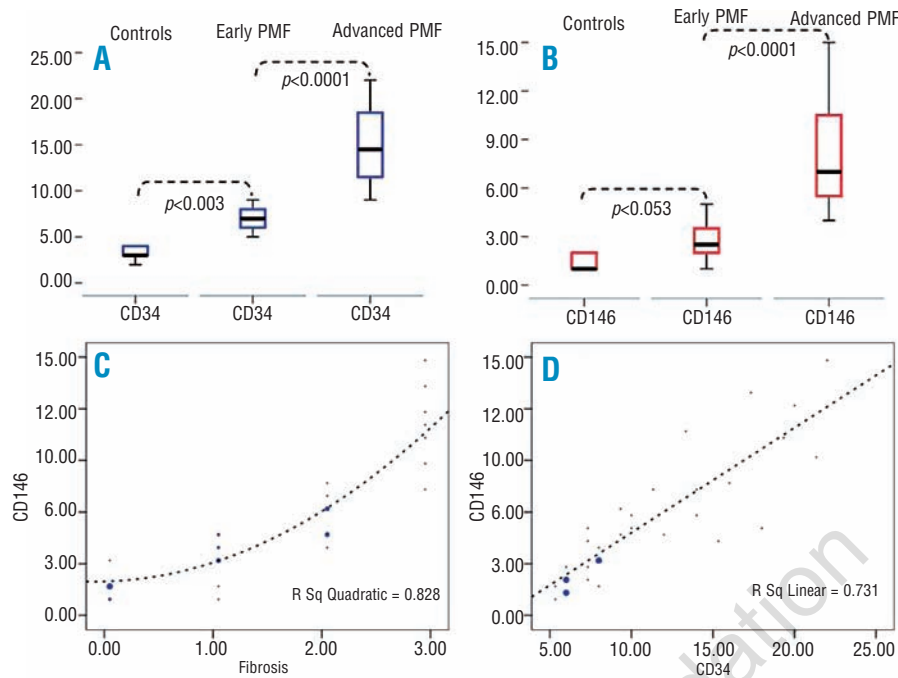 Controls Early PMF Advanced PMF
A
25.00
20.00
15.00
10.00
5.00
0.00
p<0.0001
p<0.003
CD34 CD34 CD34
Controls Early PMF Advanced PMF
B
15.00
12.00
9.00
6.00
3.00
0.00
p<0.0001
p<0.053
CD146 CD146 CD146
C
CD146
15.00
12.00
10.00
6.00
3.00
0.00
R Sq Quadratic = 0.828
0.00 1.00 2.00 3.00
Fibrosis
D
CD146
15.00
12.00
10.00
6.00
3.00
0.00
R Sq Linear = 0.731
5.00 10.00 15.00 20.00 25.00
CD34